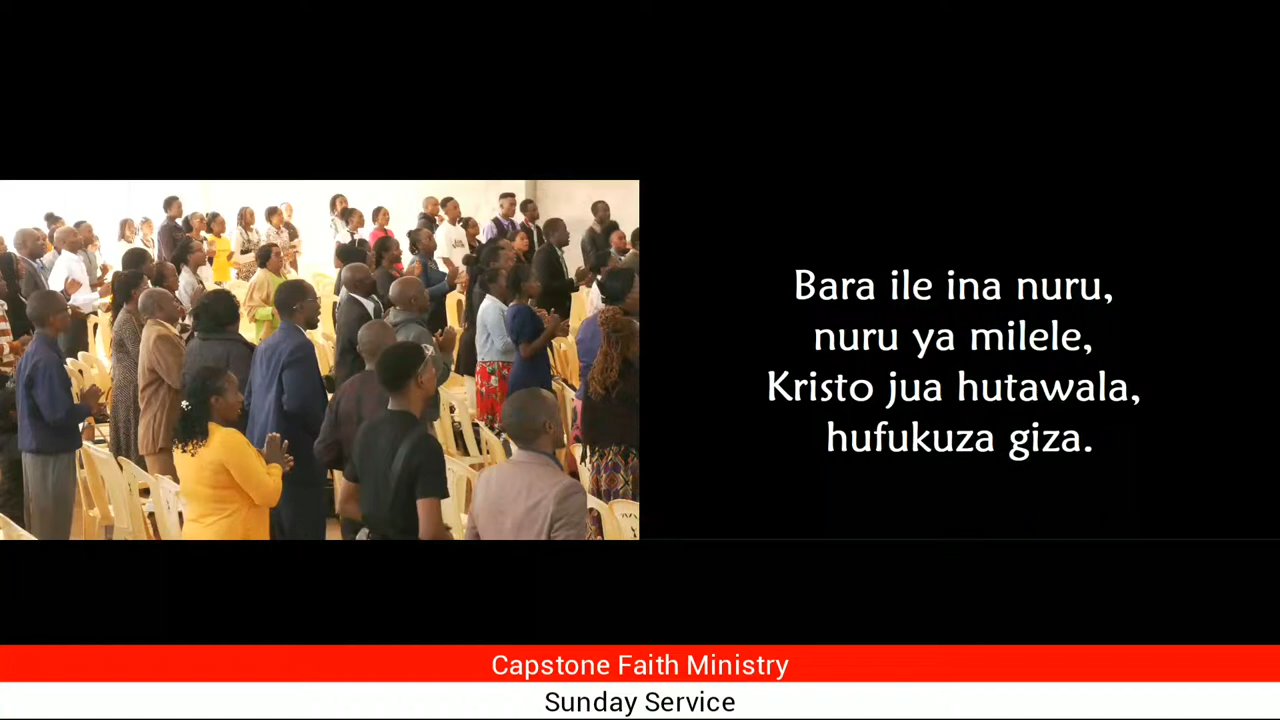 Bara ile ina nuru,
nuru ya milele,
Kristo jua hutawala,
hufukuza giza.
Capstone Faith Ministry
Sunday Service